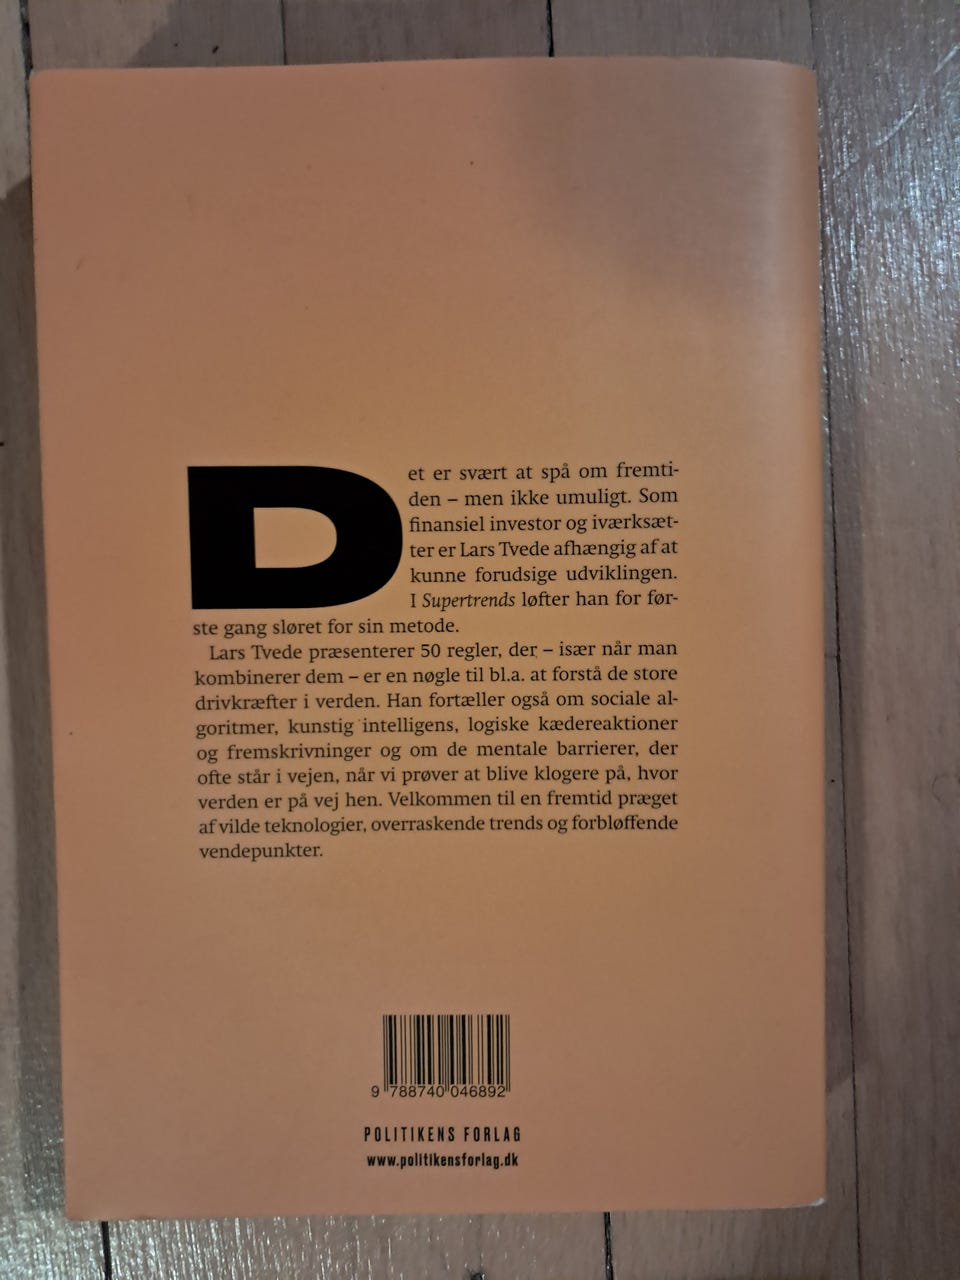 Det er svært at spå om fremti-
den – men ikke umuligt. Som
finansiel investor og iværksæt-
ter er Lars Tvede afhængig af at
kunne forudsige udviklingen.
I Supertrends løfter han for før-
ste gang sløret for sin metode.
Lars Tvede præsenterer 50 regler, der – især når man
kombinerer dem – er en nøgle til bl.a. at forstå de store
drivkræfter i verden. Han fortæller også om sociale al-
goritmer, kunstig intelligens, logiske kædereaktioner
og fremskrivninger og om de mentale barrierer, der
ofte står i vejen, når vi prøver at blive klogere på, hvor
verden er på vej hen. Velkommen til en fremtid præget
af vilde teknologier, overraskende trends og forbløffende
vendepunkter.
9 788740 046892
POLITIKENS FORLAG
www.politikensforlag.dk